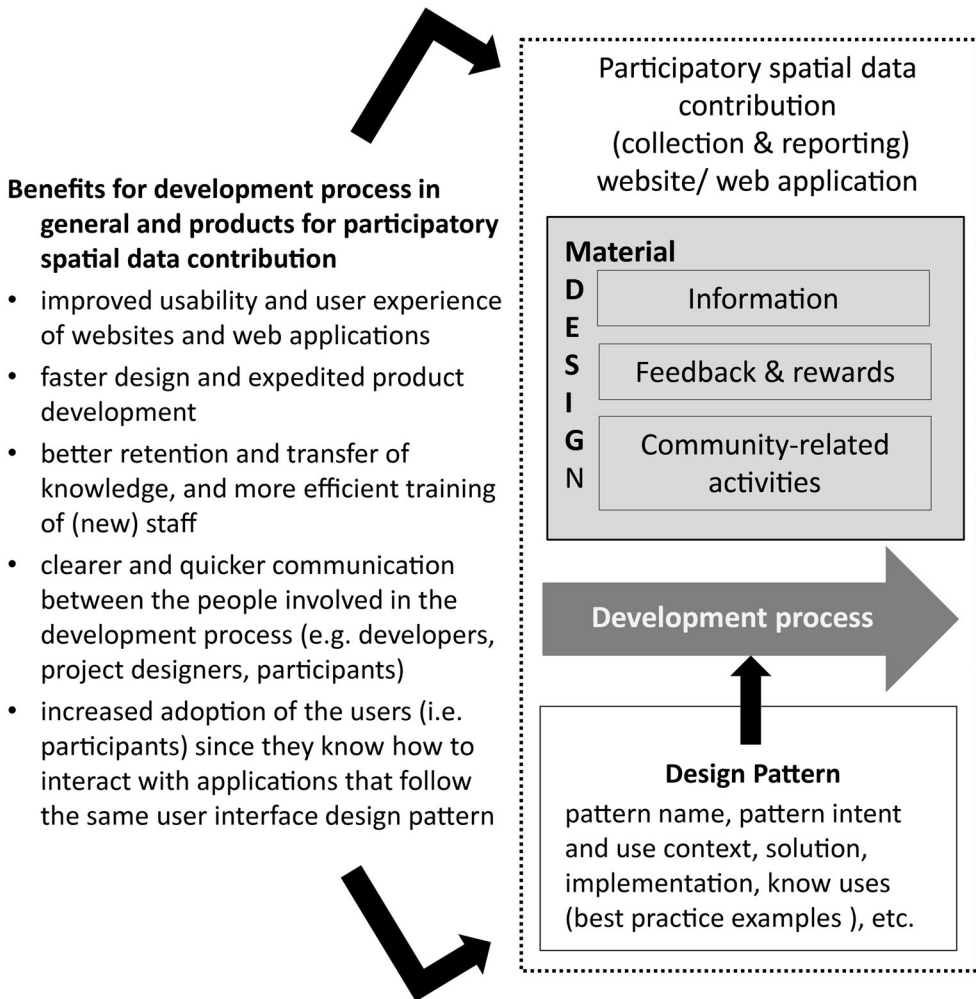 Benefits for development process in
general and products for participatory
spatial data contribution
• improved usability and user experience
of websites and web applications
• faster design and expedited product
development
• better retention and transfer of
knowledge, and more efficient training
of (new) staff
• clearer and quicker communication
between the people involved in the
development process (e.g. developers,
project designers, participants)
• increased adoption of the users (i.e.
participants) since they know how to
interact with applications that follow
the same user interface design pattern
Participatory spatial data
contribution
(collection & reporting)
website/ web application
Material
D
E
S
I
G
N
Information
Feedback & rewards
Community-related
activities
Development process
Design Pattern
pattern name, pattern intent
and use context, solution,
implementation, know uses
(best practice examples ), etc.